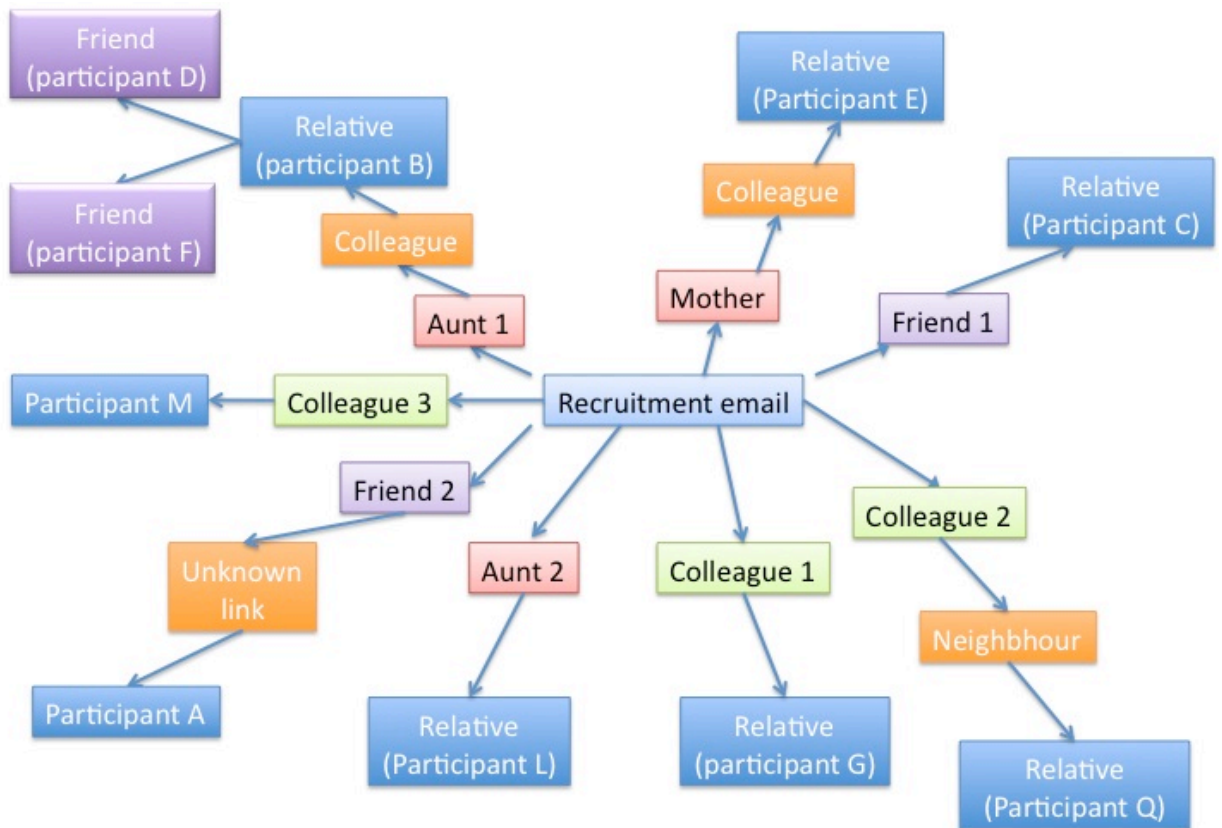 Friend
(participant D)
Relative
(Participant E)
Relative
(participant B)
Colleague
Relative
(Participant C)
Friend
(participant F)
Colleague
Mother
Friend 1
Aunt 1
Participant M
Colleague 3
Recruitment email
Friend 2
Colleague 2
Unknown
link
Aunt 2
Colleague 1
Neighbhour
Participant A
Relative
(Participant L)
Relative
(participant G)
Relative
(Participant Q)